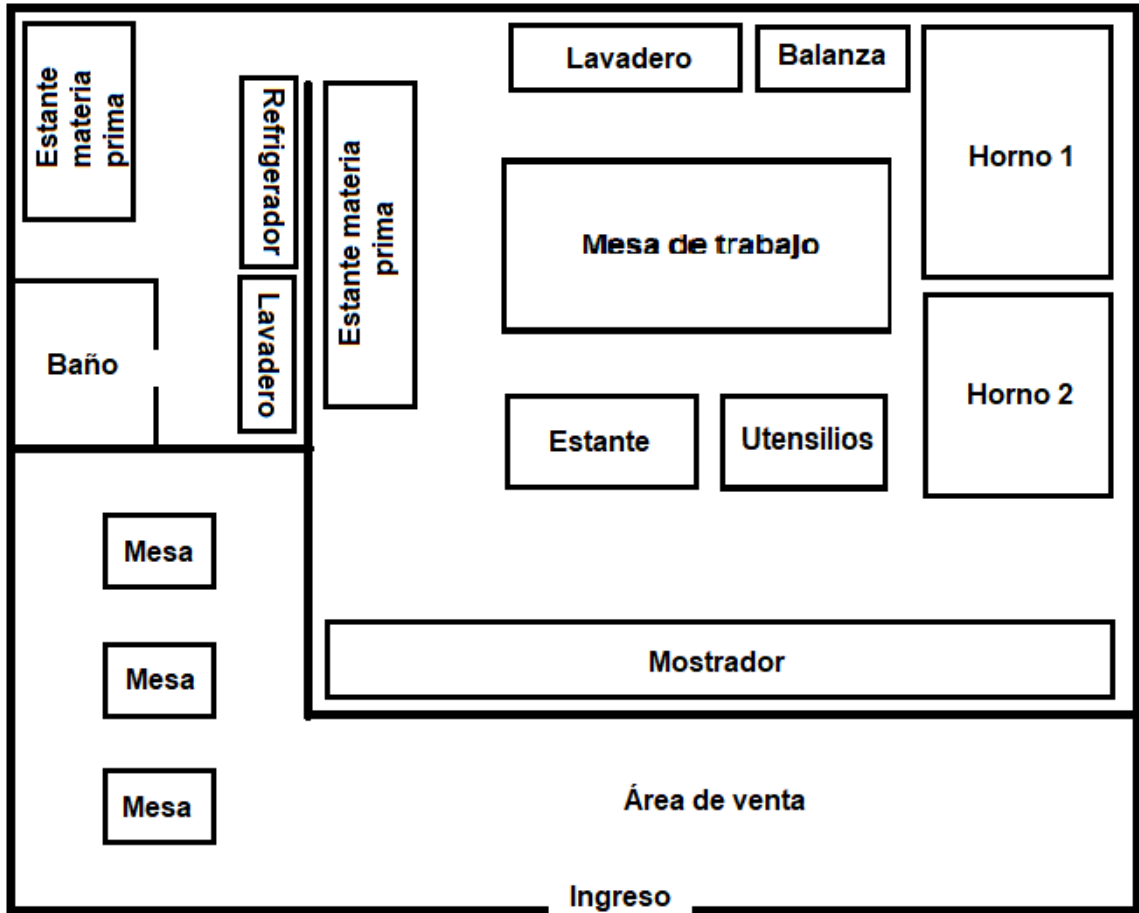 Estante
materia
prima
Refrigerador
Estante materia
prima
Lavadero
Balanza
Horno 1
Mesa de trabajo
Baño
Lavadero
Horno 2
Estante
Utensilios
Mesa
Mesa
Mostrador
Mesa
Área de venta
Ingreso